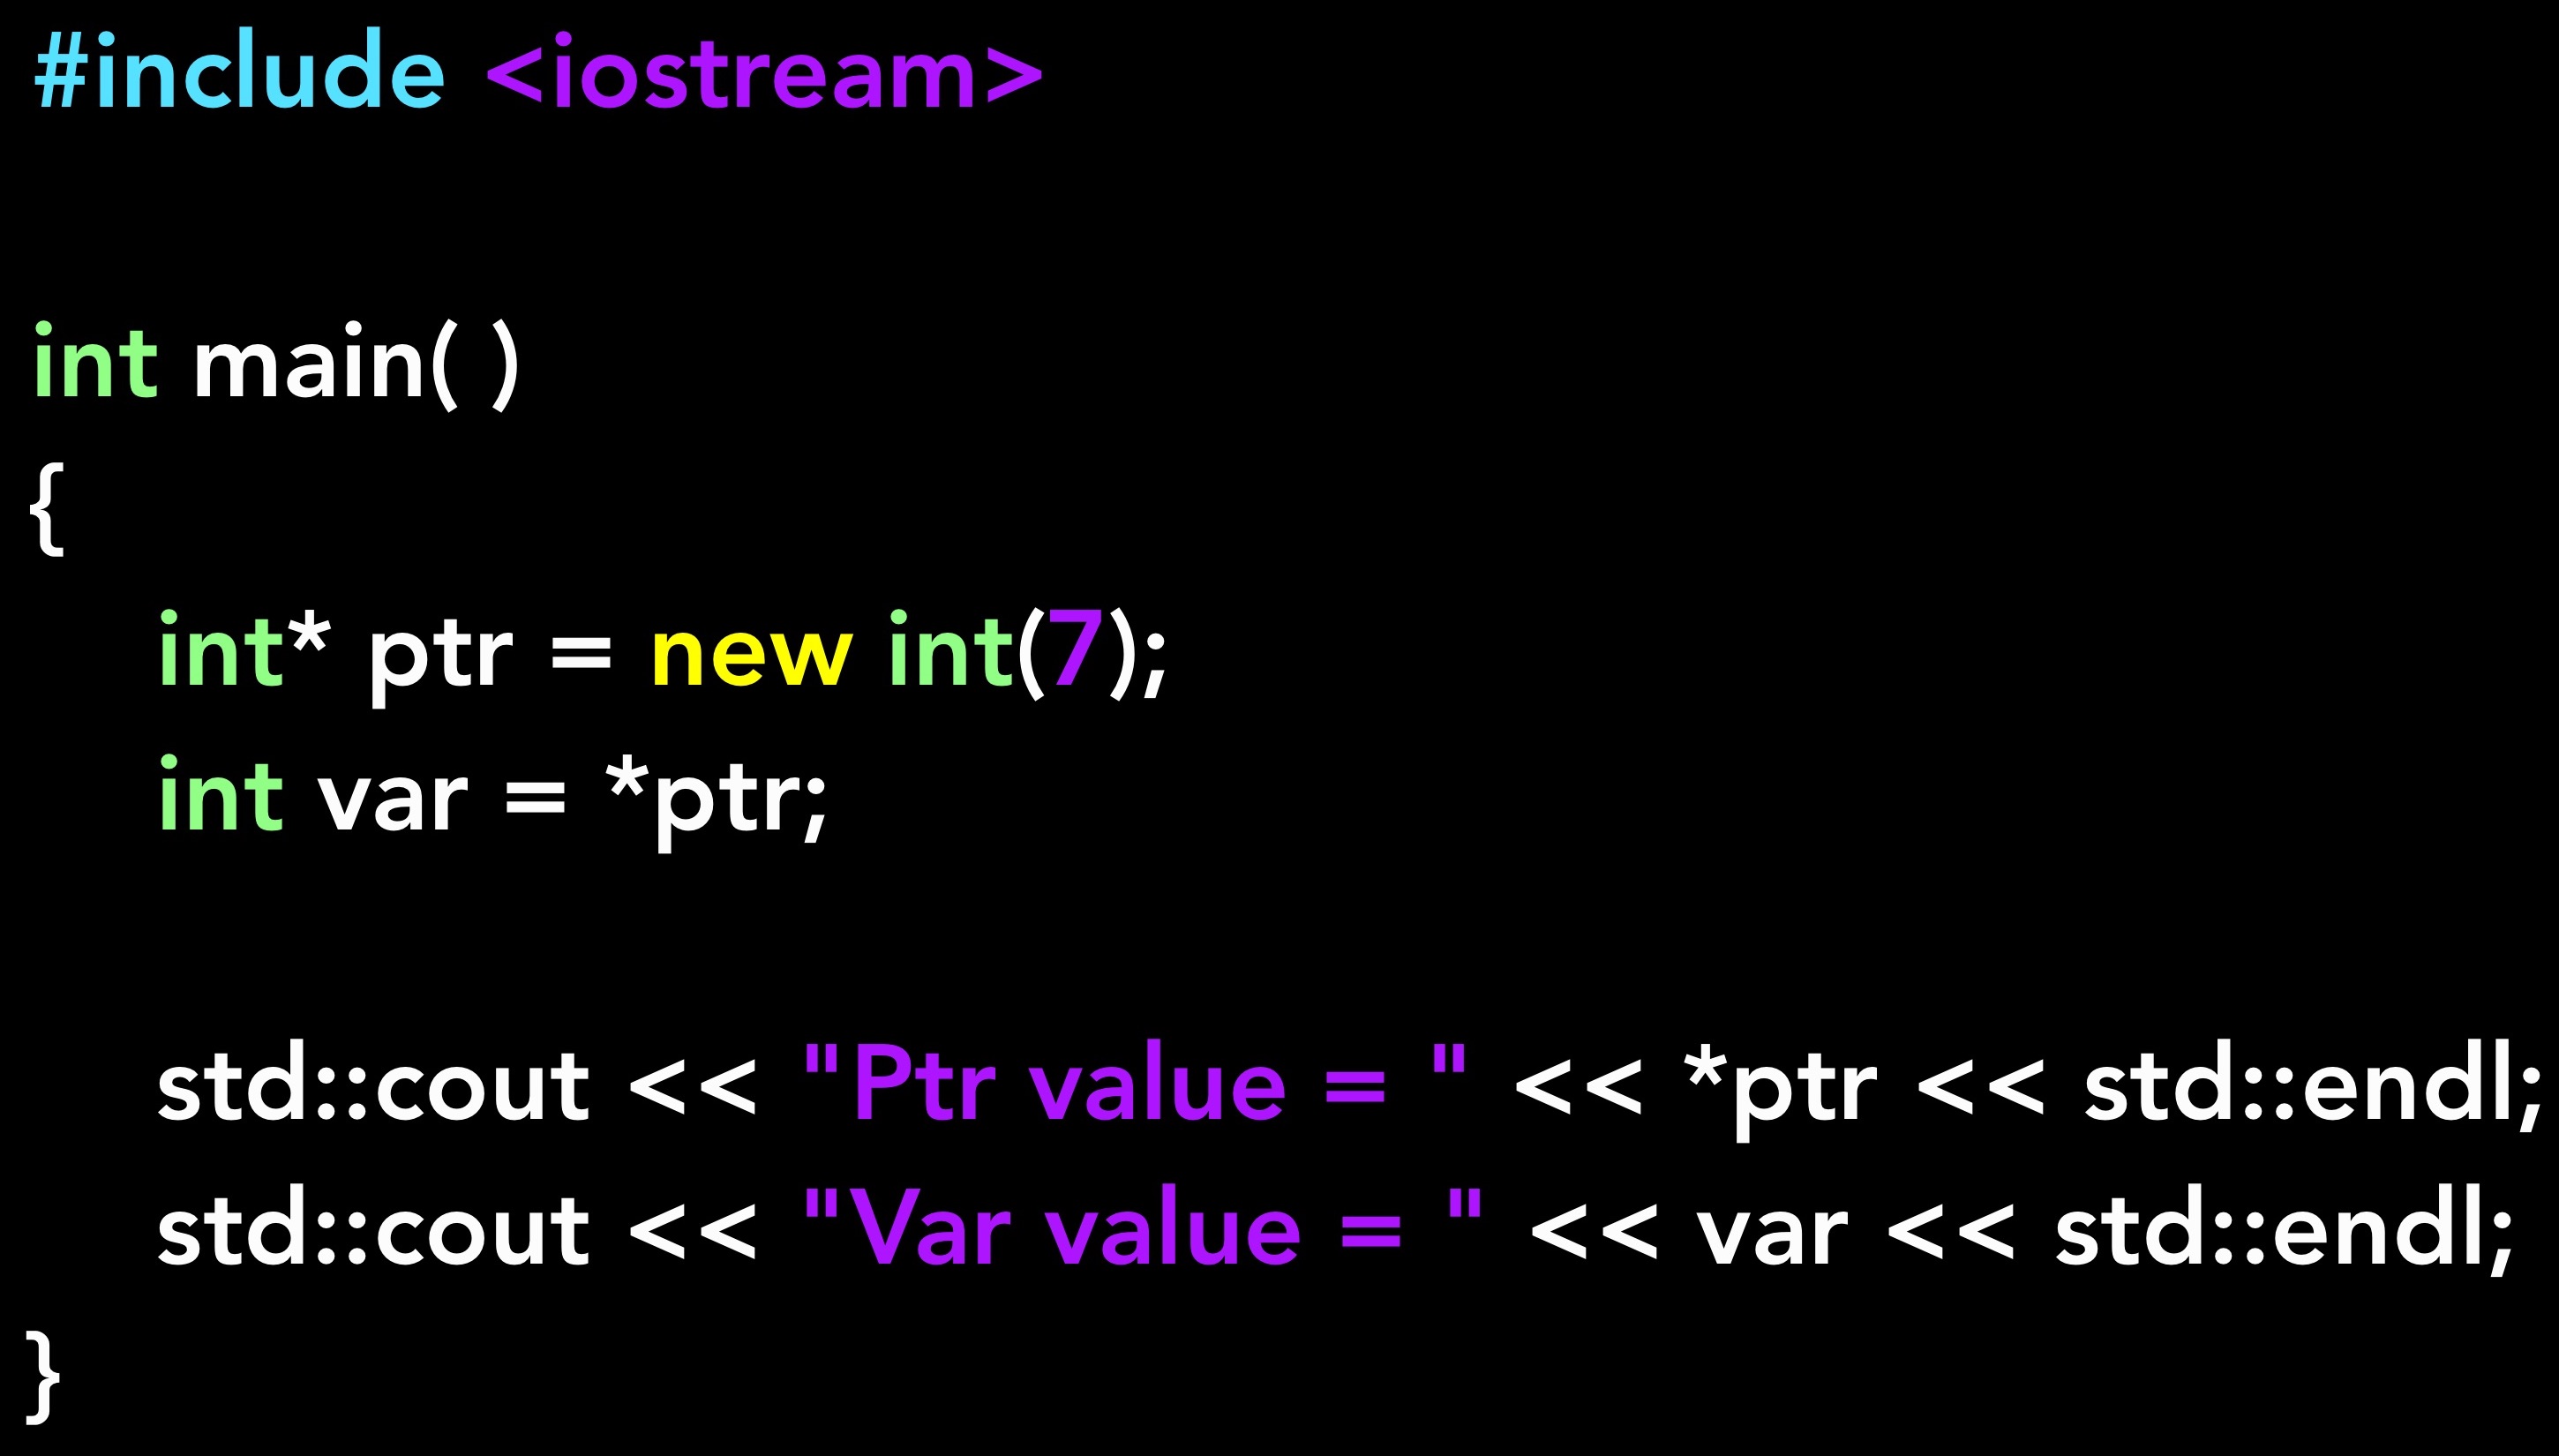 #include <iostream>
int main( )
{
int* ptr = new int(7);
int var = *ptr;
std::cout << "Ptr value = " << *ptr << std::endl;
std::cout << "Var value = " << var << std::endl;
}